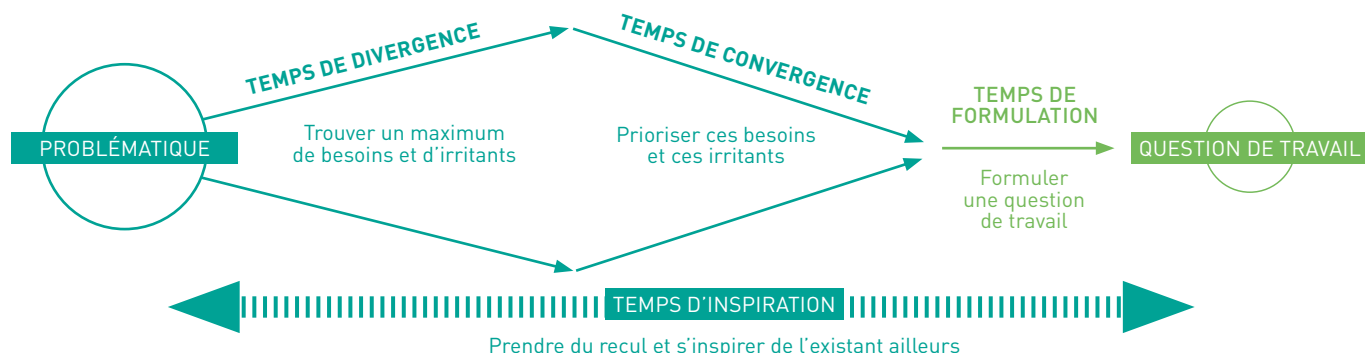 TEMPS DE DIVERGENCE
TEMPS DE CONVERGENCE
PROBLÉMATIQUE
Trouver un maximum
de besoins et d’irritants
Prioriser ces besoins
et ces irritants
TEMPS DE
FORMULATION
Formuler
une question
de travail
QUESTION DE TRAVAIL
TEMPS D’INSPIRATION
Prendre du recul et s’inspirer de l’existant ailleurs